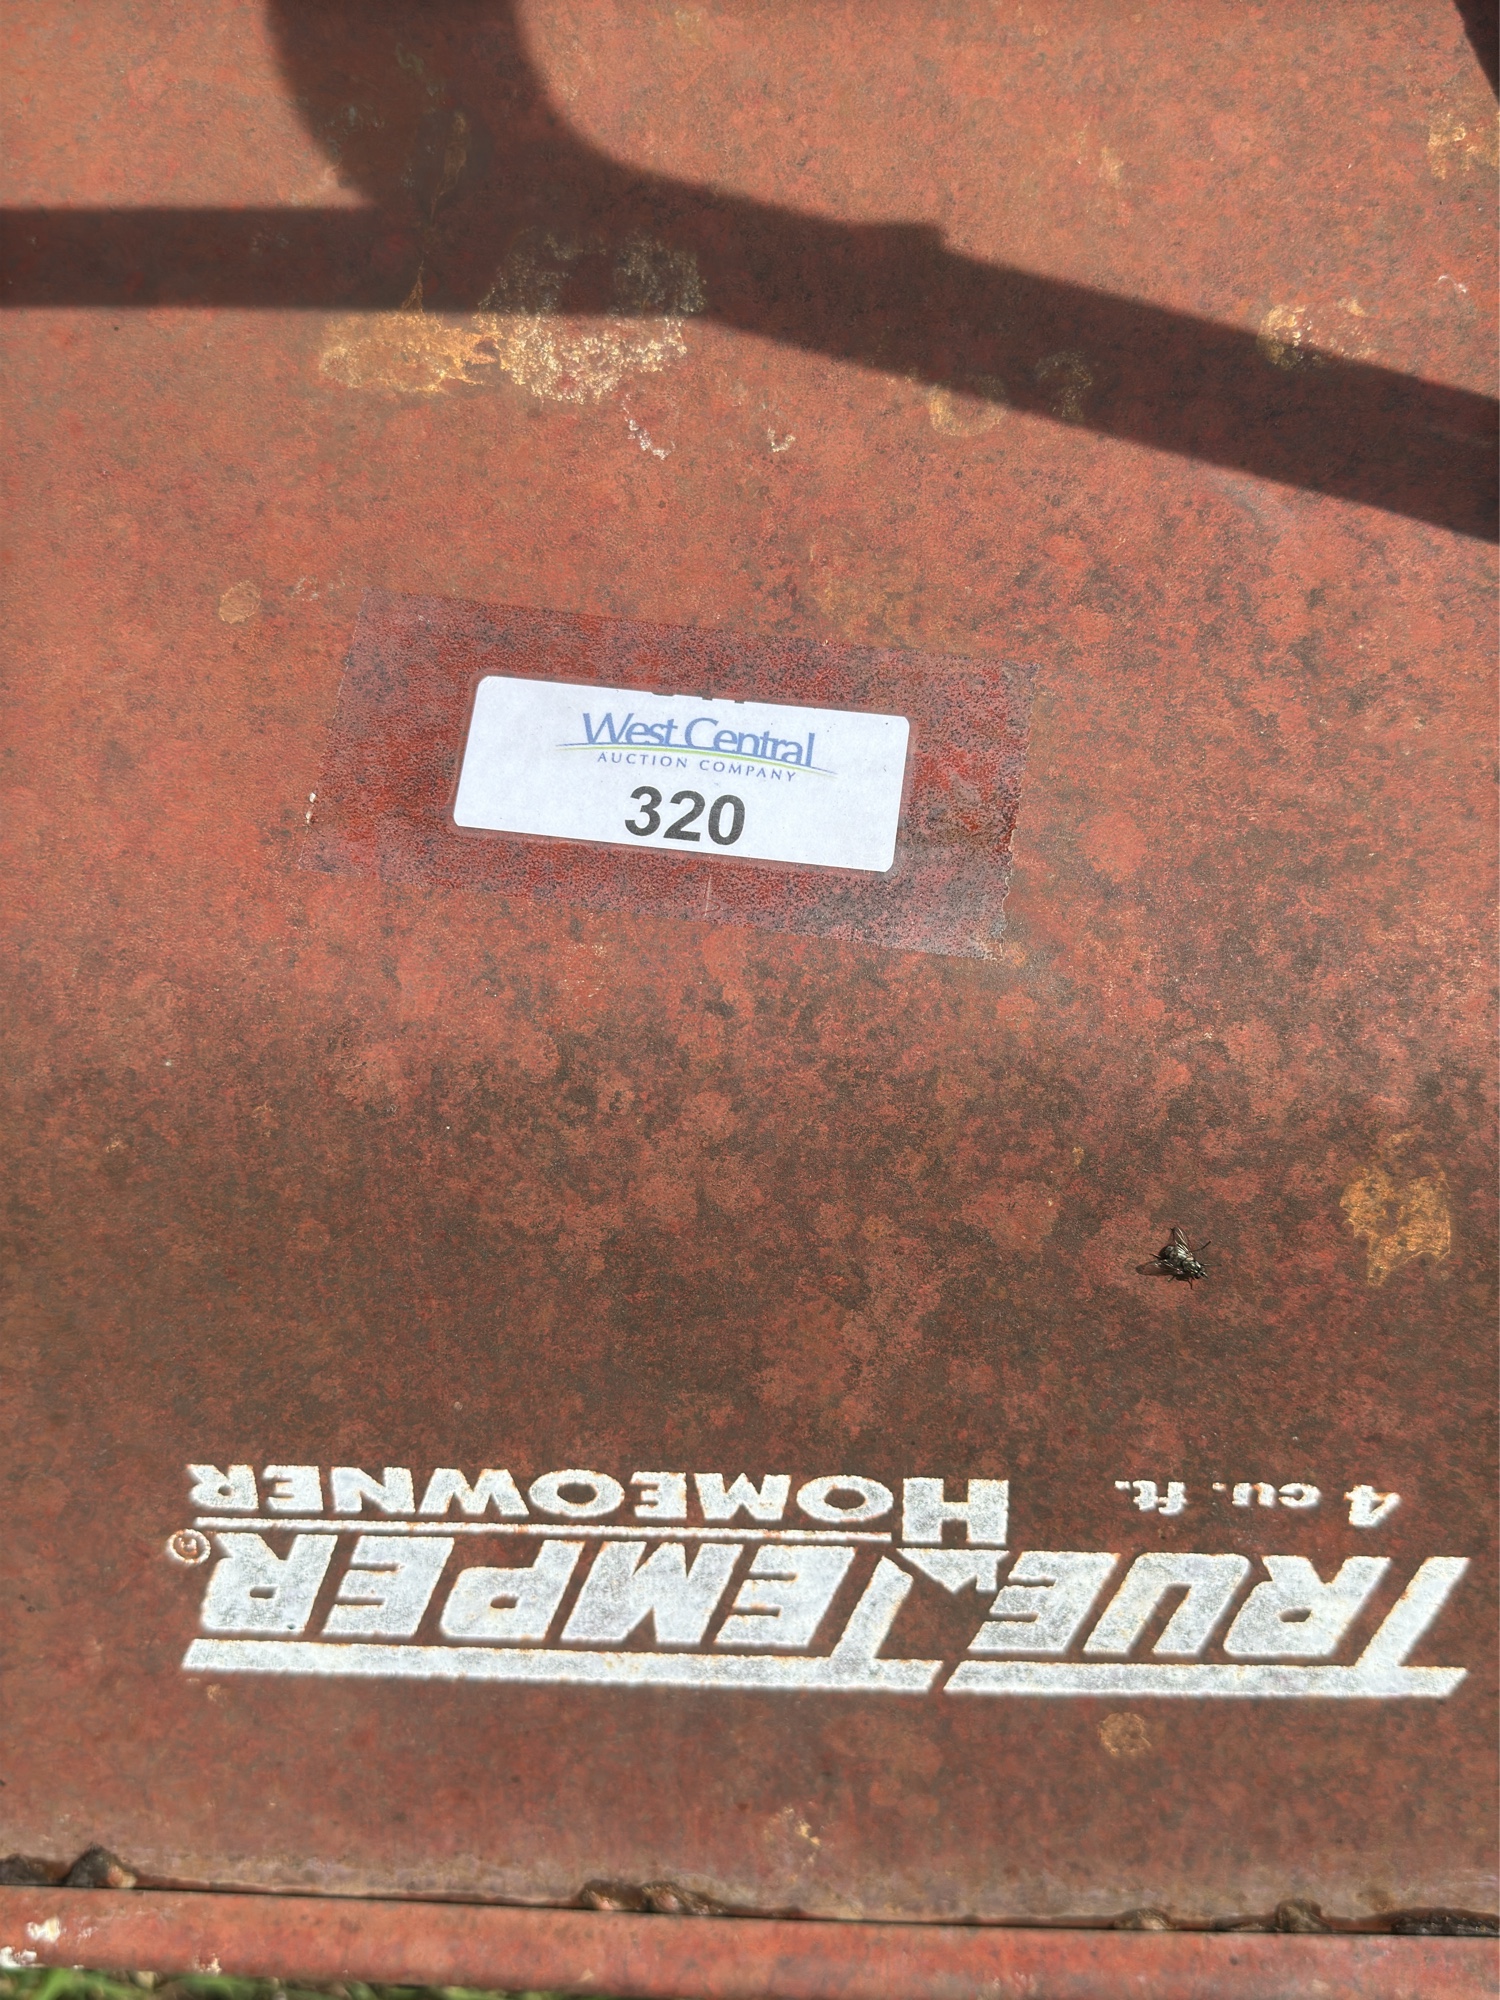 West Central
AUCTION COMPANY
320
TRUE TEMPER®
4 cu. ft. HOMEOWNER